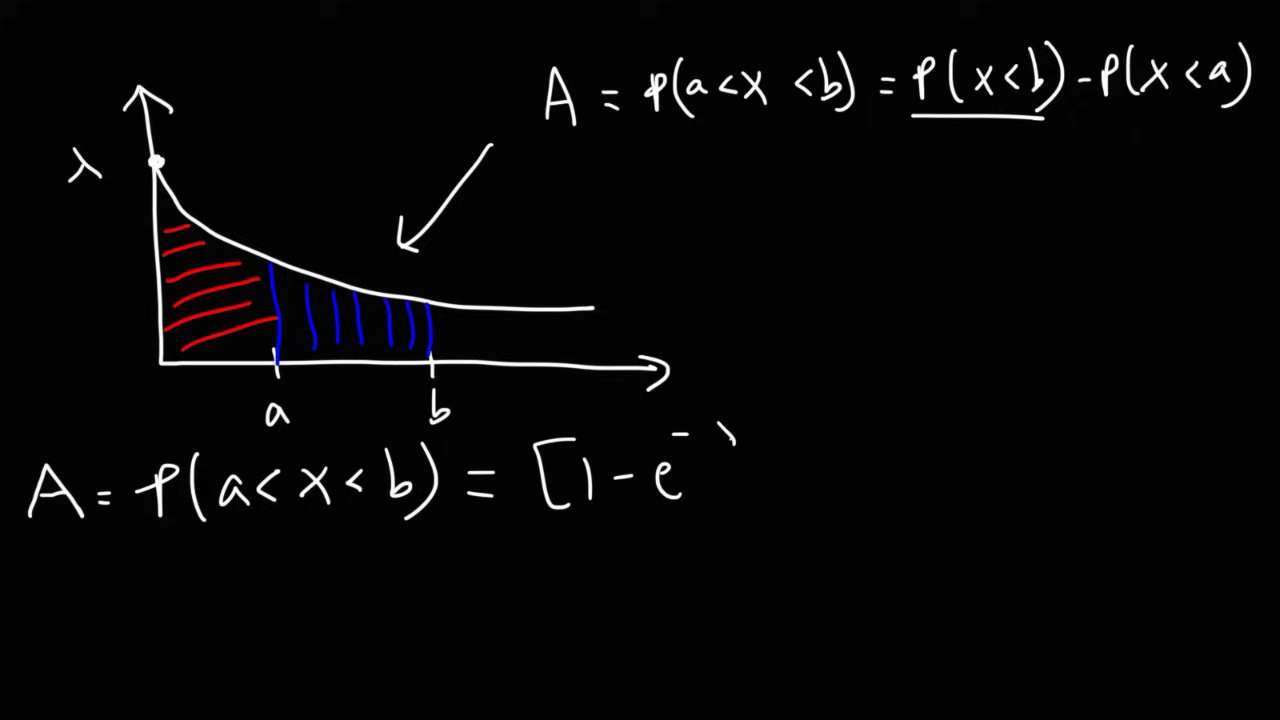 A = P(a<x<b) = P(x<b) - P(x<a)
λ
a b
A = P(a<x<b) = [1 - e^-λ